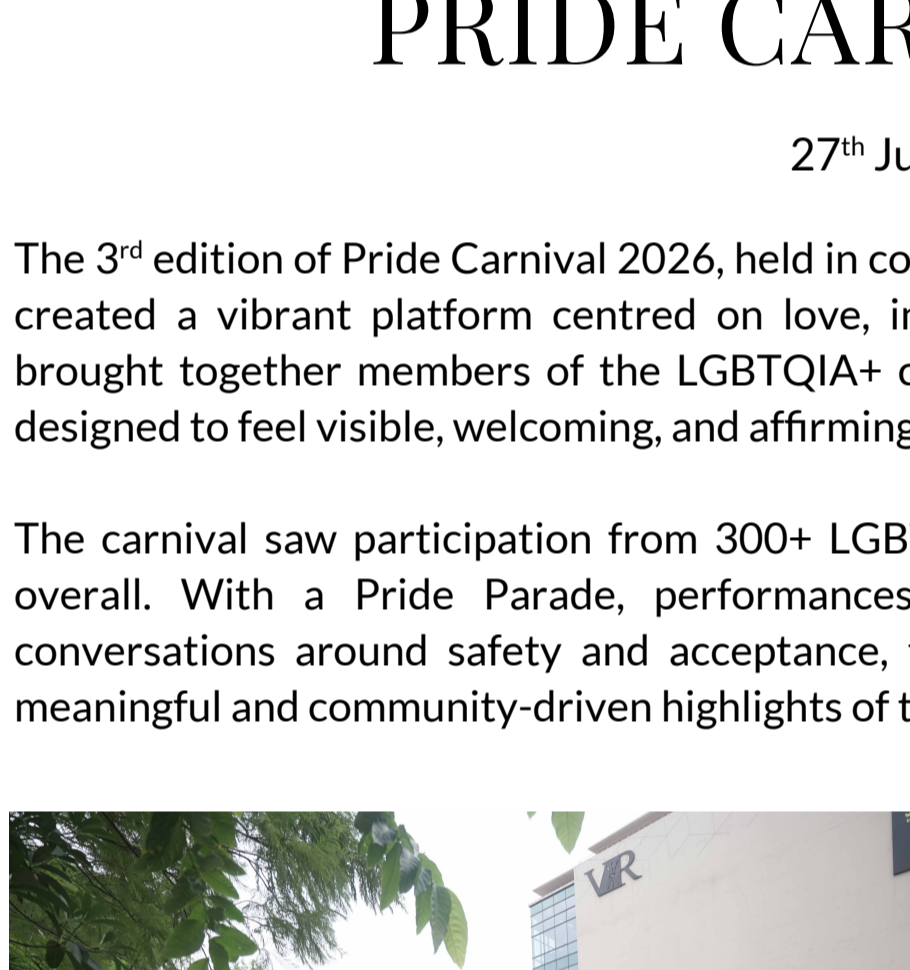 PRIDE CAR
27th Ju
The 3rd edition of Pride Carnival 2026, held in co
created a vibrant platform centred on love, in
brought together members of the LGBTQIA+ c
designed to feel visible, welcoming, and affirming
The carnival saw participation from 300+ LGB
overall. With a Pride Parade, performances
conversations around safety and acceptance,
meaningful and community-driven highlights of t
VR